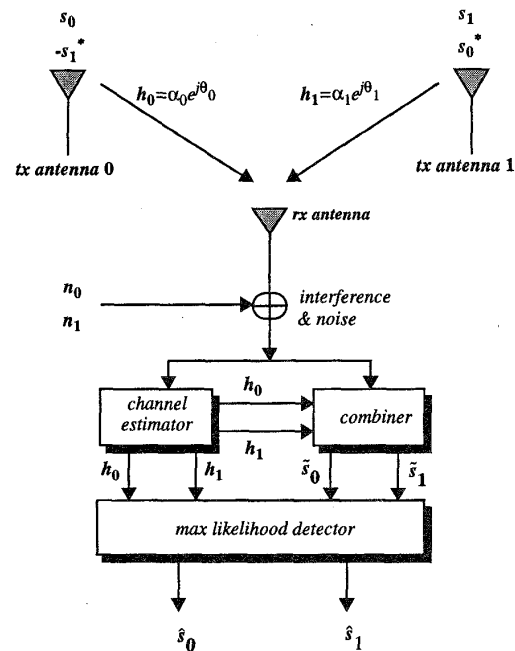 s₀ s₁
-s₁* s₀*
h₀=α₀e^{jθ₀} h₁=α₁e^{jθ₁}
tx antenna 0 tx antenna 1
rx antenna
n₀
n₁
interference
& noise
channel
estimator
h₀
h₁
combiner
h₀ h₁ s̃₀ s̃₁
max likelihood detector
ŝ₀ ŝ₁